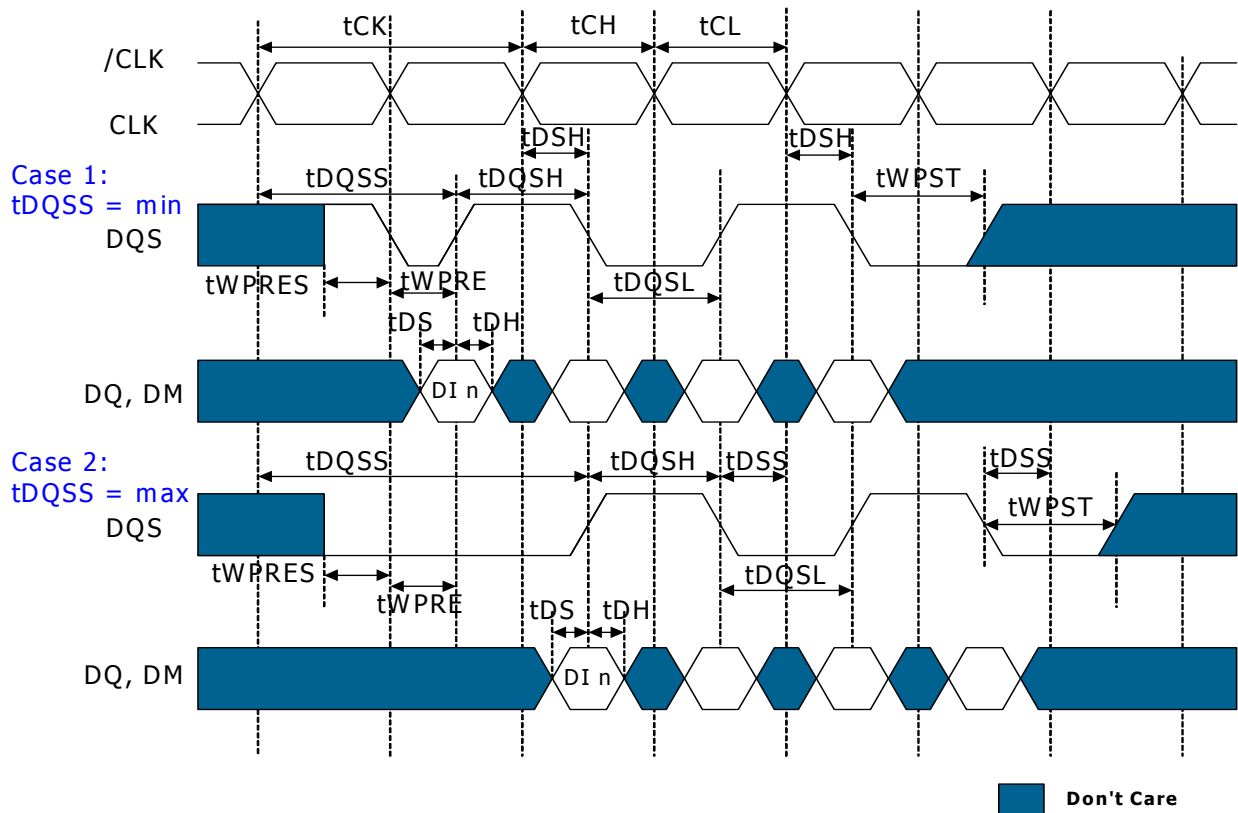 tCK tCH tCL
/CLK
CLK
tDSH tDSH
Case 1:
tDQSS = min
tDQSS tDQSH tWPST
DQS
tWPRES tWPRE tDQSL
tDS tDH
DQ, DM
DI n
Case 2:
tDQSS = max
tDQSS tDQSH tDSS tDSS
tWPST
DQS
tWPRES tDQSL
tWPRE
tDS tDH
DQ, DM
DI n
Don't Care